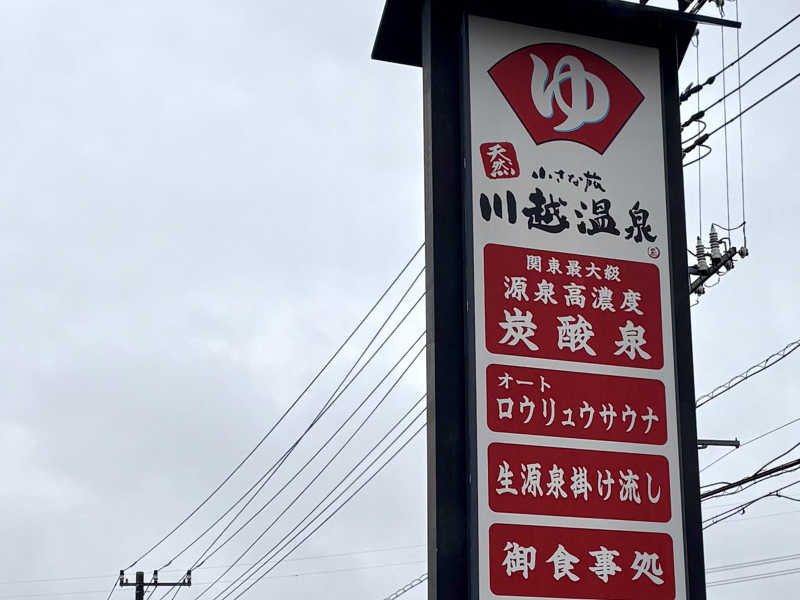 ゆ
天然
小さな旅
川越温泉
関東最大級
源泉高濃度
炭酸泉
オート
ロウリュウサウナ
生源泉掛け流し
御食事処